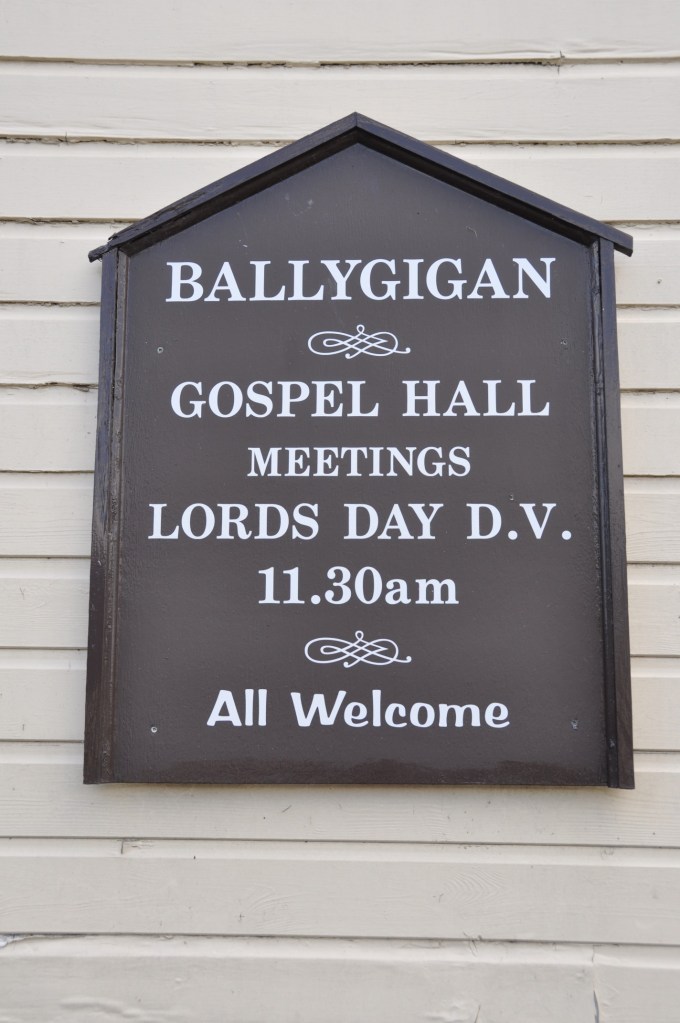 BALLYGIGAN
GOSPEL HALL
MEETINGS
LORDS DAY D.V.
11.30am
All Welcome